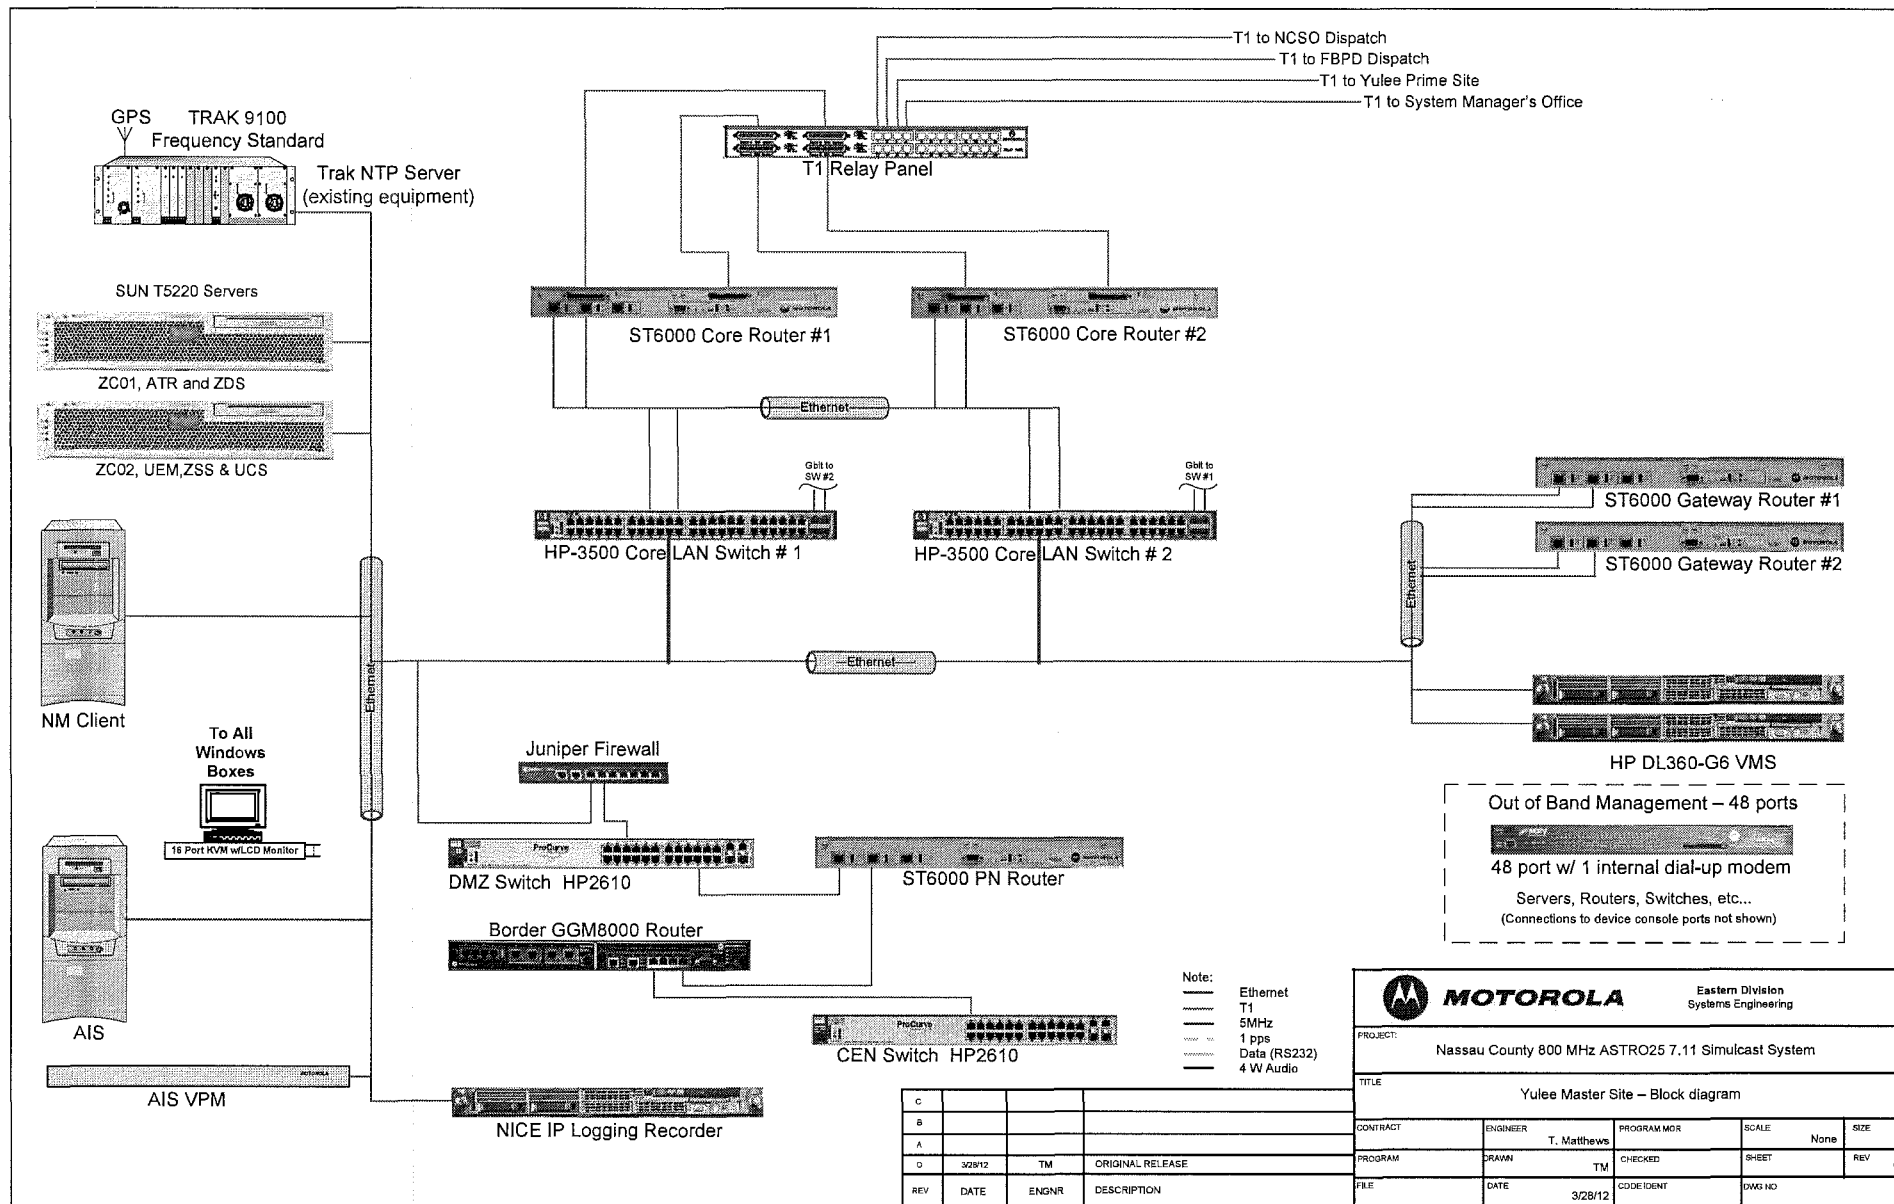 T1 to NCSO Dispatch
T1 to FBPD Dispatch
T1 to Yulee Prime Site
T1 to System Manager's Office
GPS
TRAK 9100
Frequency Standard
Trak NTP Server
(existing equipment)
T1 Relay Panel
SUN T5220 Servers
ZC01, ATR and ZDS
ZC02, UEM,ZSS & UCS
ST6000 Core Router #1
ST6000 Core Router #2
Ethernet
Gbit to
SW #2
Gbit to
SW #1
HP-3500 Core LAN Switch # 1
HP-3500 Core LAN Switch # 2
ST6000 Gateway Router #1
ST6000 Gateway Router #2
Ethernet
Ethernet
Ethernet
NM Client
To All
Windows
Boxes
16 Port KVM w/LCD Monitor
Juniper Firewall
HP DL360-G6 VMS
ProCurve
DMZ Switch HP2610
ST6000 PN Router
Out of Band Management – 48 ports
48 port w/ 1 internal dial-up modem
Servers, Routers, Switches, etc...
(Connections to device console ports not shown)
Border GGM8000 Router
AIS
ProCurve
CEN Switch HP2610
AIS VPM
MOTOROLA
NICE IP Logging Recorder
Note:
Ethernet
T1
5MHz
1 pps
Data (RS232)
4 W Audio
MOTOROLA
Eastern Division
Systems Engineering
PROJECT:
Nassau County 800 MHz ASTRO25 7.11 Simulcast System
TITLE
Yulee Master Site – Block diagram
CONTRACT
ENGINEER
T. Matthews
PROGRAM MGR
SCALE
None
SIZE
PROGRAM
DRAWN
TM
CHECKED
SHEET
REV
FILE
DATE
3/28/12
CODE IDENT
DWG NO
C
B
A
O 3/28/12 TM ORIGINAL RELEASE
REV DATE ENGNR DESCRIPTION